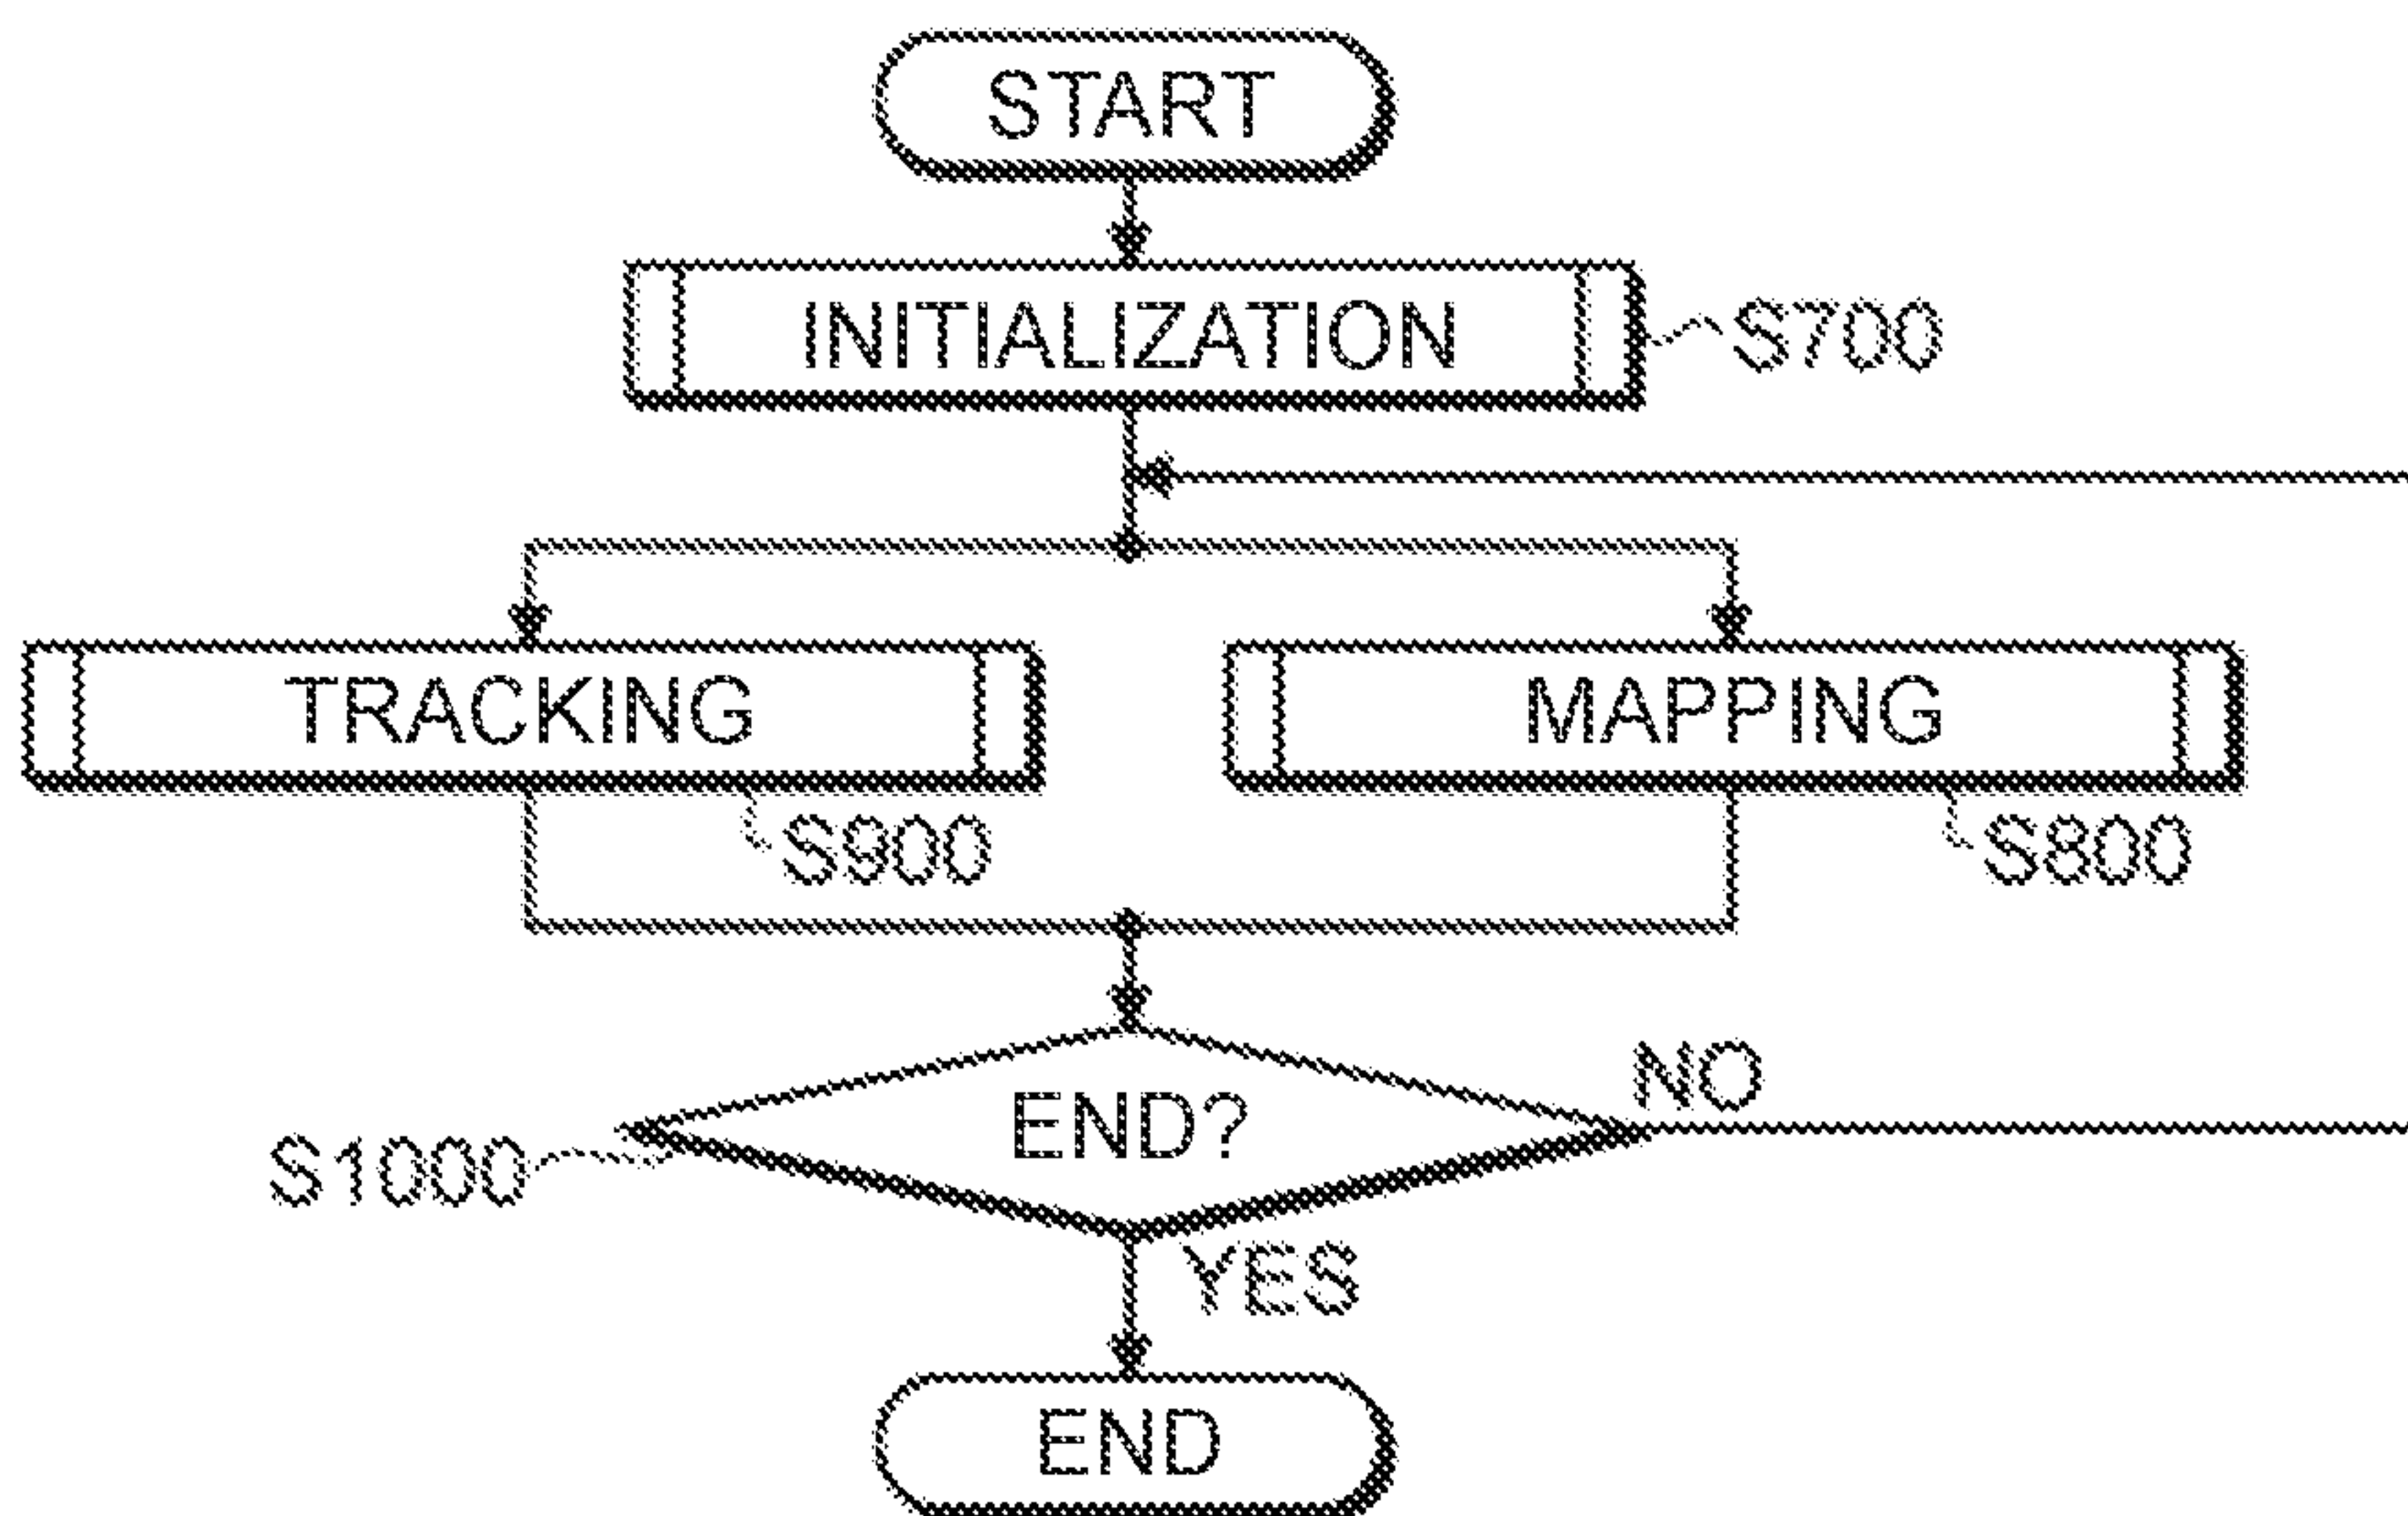 START
INITIALIZATION
S700
TRACKING
MAPPING
S900
S800
NO
END?
S1000
YES
END